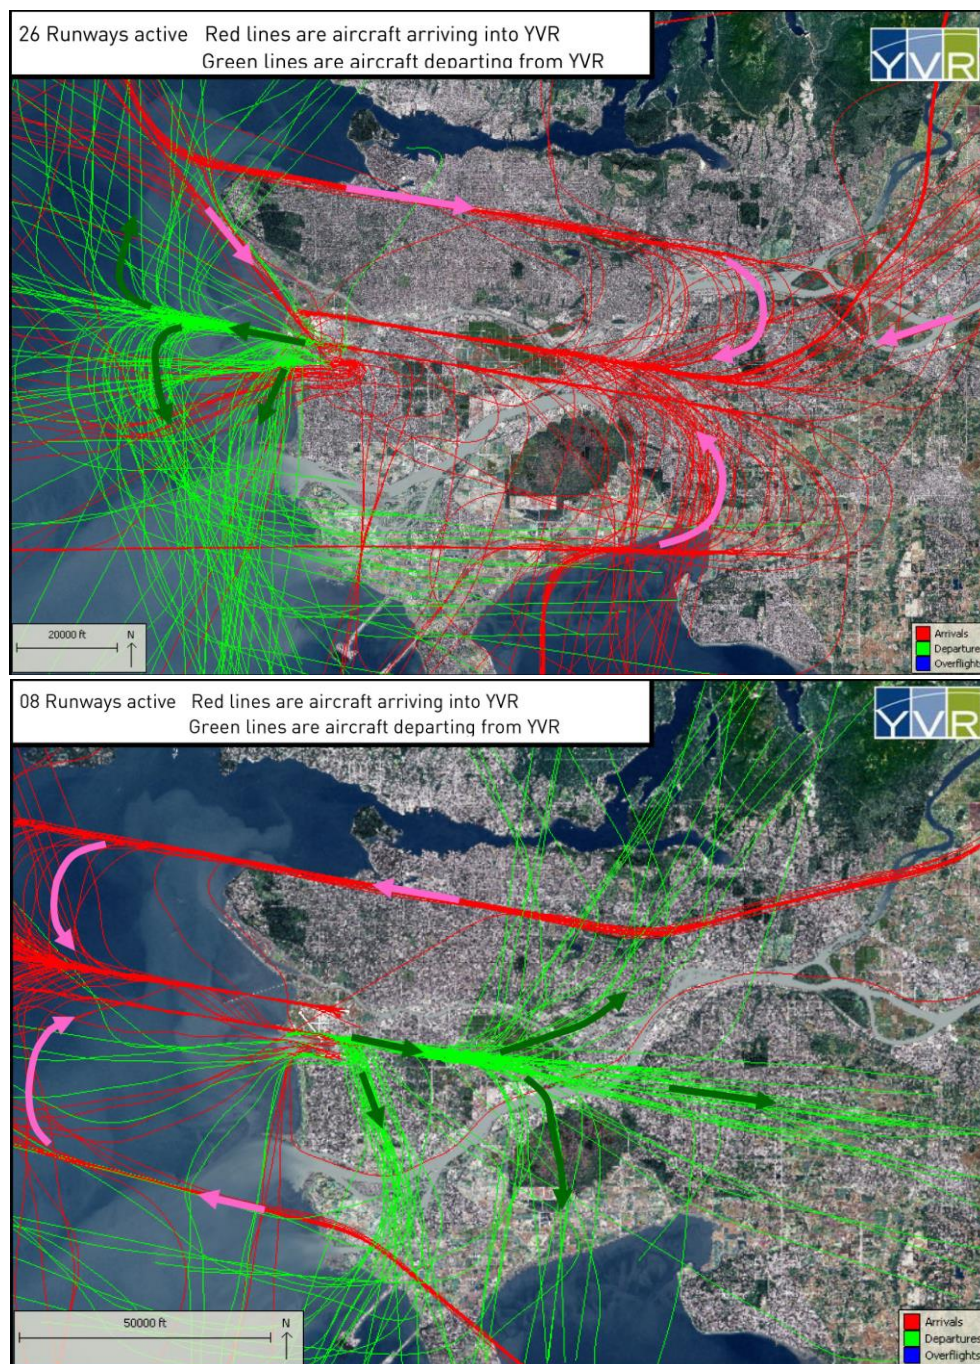 26 Runways active Red lines are aircraft arriving into YVR
Green lines are aircraft departing from YVR
YVR
20000 ft
N
Arrivals
Departures
Overflights
08 Runways active Red lines are aircraft arriving into YVR
Green lines are aircraft departing from YVR
YVR
50000 ft
N
Arrivals
Departures
Overflights